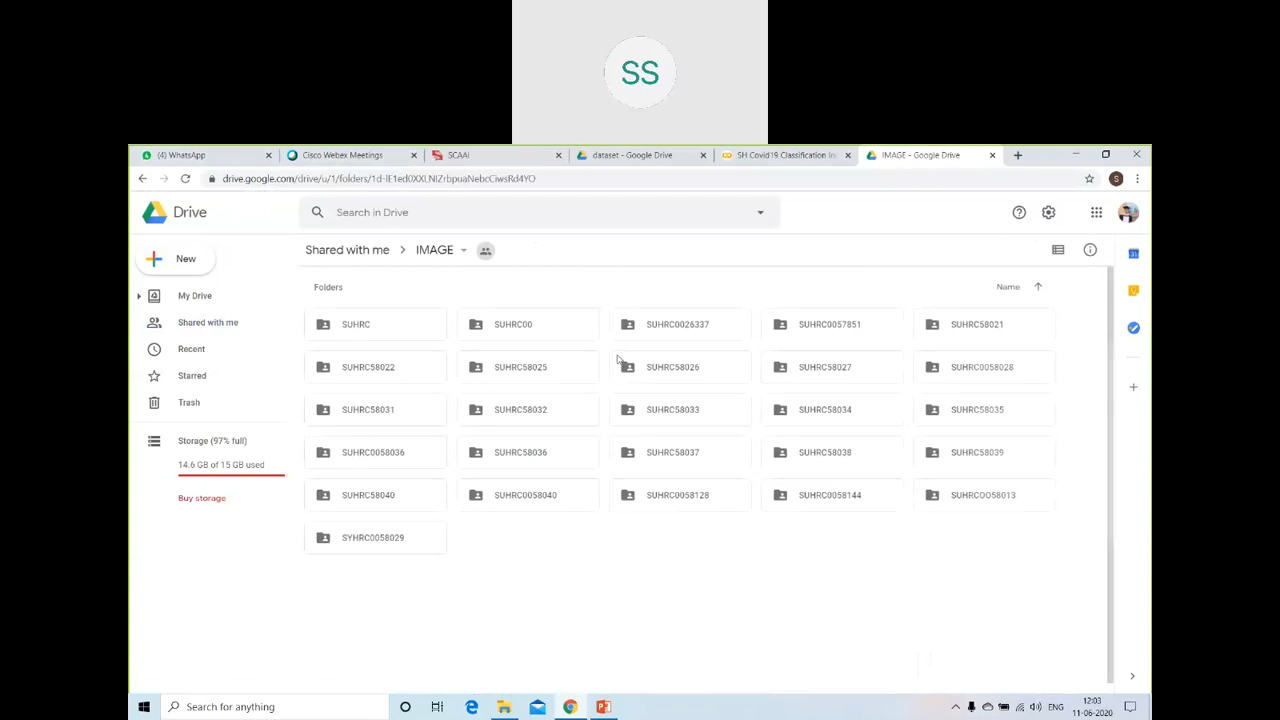 SS
(4) WhatsApp
Cisco Webex Meetings
SCAAI
dataset - Google Drive
SH Covid19 Classification Inc
IMAGE - Google Drive
Drive
Search in Drive
New
Shared with me
IMAGE
Folders
Name
My Drive
Shared with me
Recent
Starred
Trash
Storage (97% full)
14.6 GB of 15 GB used
Buy storage
SUHRC
SUHRC00
SUHRC0026337
SUHRC0057851
SUHRC58021
SUHRC58022
SUHRC58025
SUHRC58026
SUHRC58027
SUHRC0058028
SUHRC58031
SUHRC58032
SUHRC58033
SUHRC58034
SUHRC58035
SUHRC0058036
SUHRC58036
SUHRC58037
SUHRC58038
SUHRC58039
SUHRC58040
SUHRC0058040
SUHRC0058128
SUHRC0058144
SUHRCOO58013
SYHRC0058029
Search for anything
ENG
12:03
11-06-2020